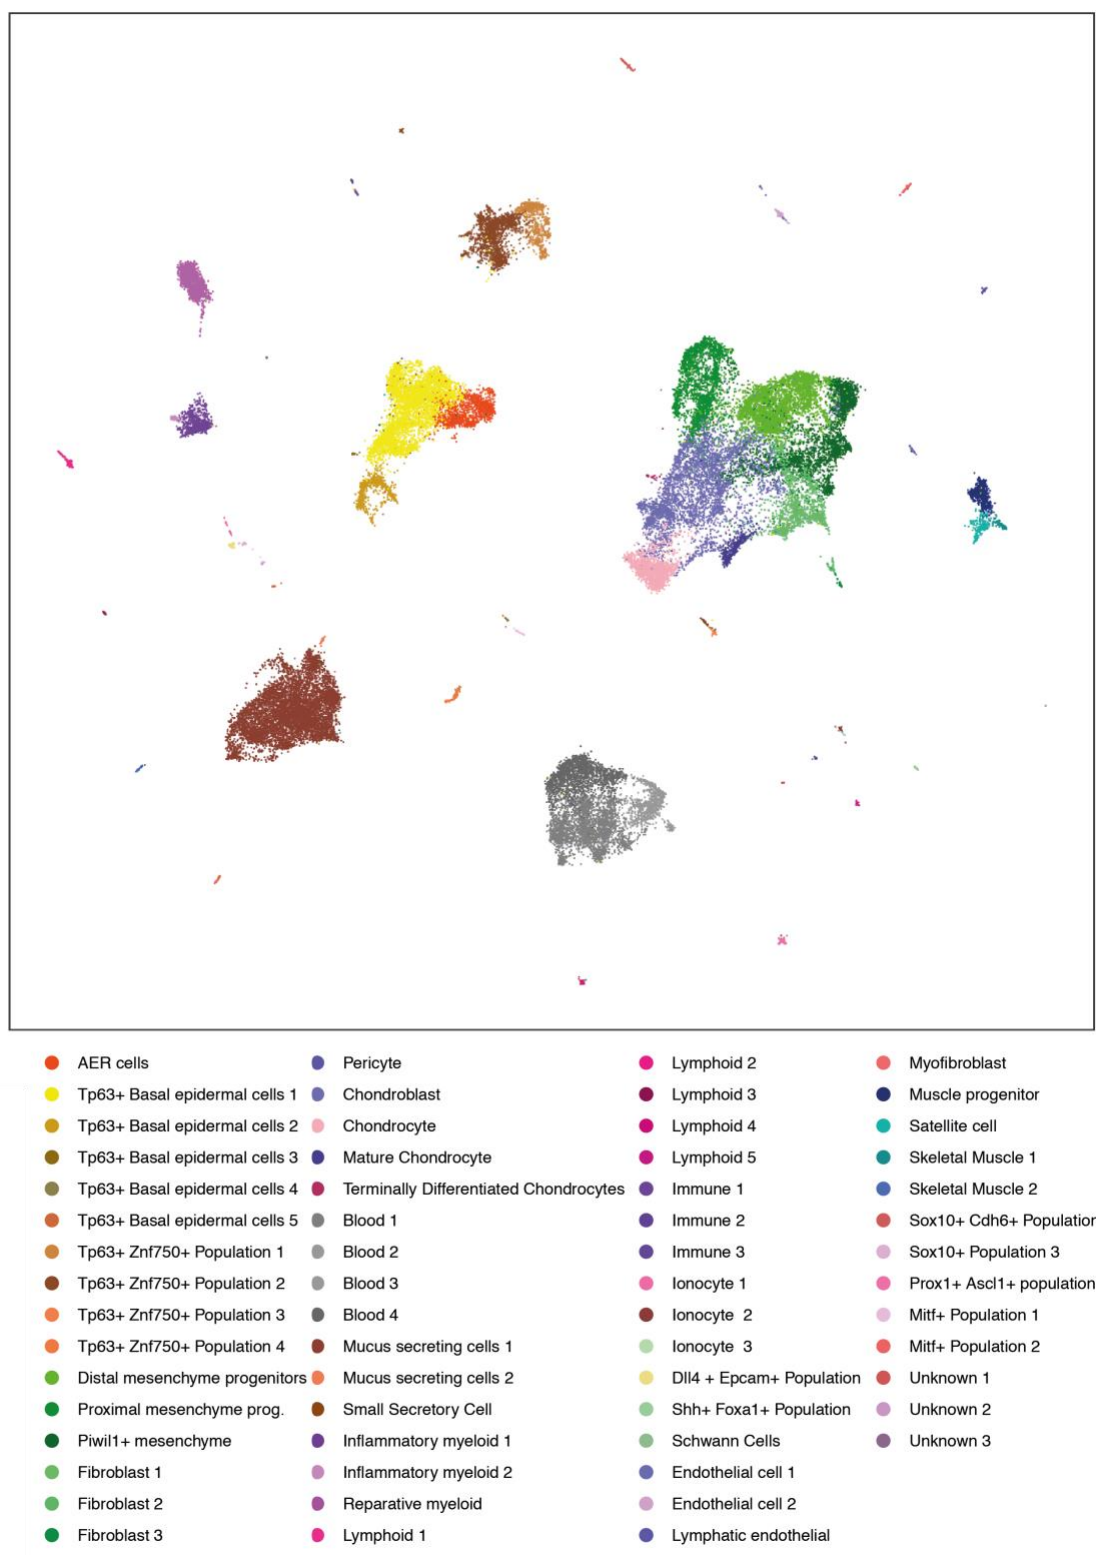 AER cells
Tp63+ Basal epidermal cells 1
Tp63+ Basal epidermal cells 2
Tp63+ Basal epidermal cells 3
Tp63+ Basal epidermal cells 4
Tp63+ Basal epidermal cells 5
Tp63+ Znf750+ Population 1
Tp63+ Znf750+ Population 2
Tp63+ Znf750+ Population 3
Tp63+ Znf750+ Population 4
Distal mesenchyme progenitors
Proximal mesenchyme prog.
Piwil1+ mesenchyme
Fibroblast 1
Fibroblast 2
Fibroblast 3
Pericyte
Chondroblast
Chondrocyte
Mature Chondrocyte
Terminally Differentiated Chondrocytes
Blood 1
Blood 2
Blood 3
Blood 4
Mucus secreting cells 1
Mucus secreting cells 2
Small Secretory Cell
Inflammatory myeloid 1
Inflammatory myeloid 2
Reparative myeloid
Lymphoid 1
Lymphoid 2
Lymphoid 3
Lymphoid 4
Lymphoid 5
Immune 1
Immune 2
Immune 3
Ionocyte 1
Ionocyte 2
Ionocyte 3
Dll4 + Epcam+ Population
Shh+ Foxa1+ Population
Schwann Cells
Endothelial cell 1
Endothelial cell 2
Lymphatic endothelial
Myofibroblast
Muscle progenitor
Satellite cell
Skeletal Muscle 1
Skeletal Muscle 2
Sox10+ Cdh6+ Population
Sox10+ Population 3
Prox1+ Ascl1+ population
Mitf+ Population 1
Mitf+ Population 2
Unknown 1
Unknown 2
Unknown 3